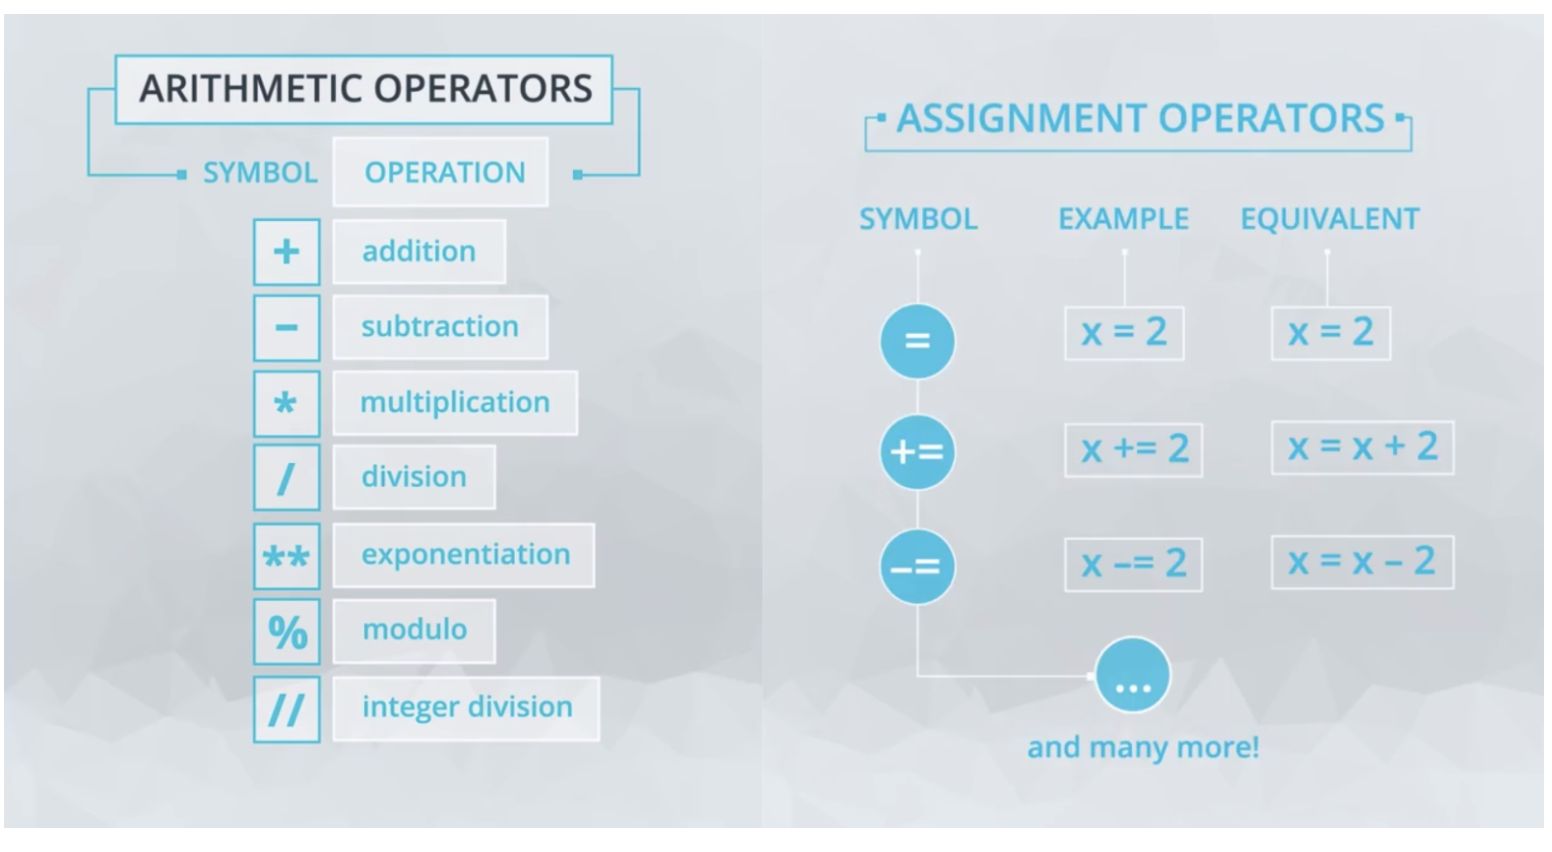 ARITHMETIC OPERATORS
SYMBOL OPERATION
+ addition
– subtraction
* multiplication
/ division
** exponentiation
% modulo
// integer division
ASSIGNMENT OPERATORS
SYMBOL EXAMPLE EQUIVALENT
= x = 2 x = 2
+= x += 2 x = x + 2
–= x –= 2 x = x – 2
...
and many more!